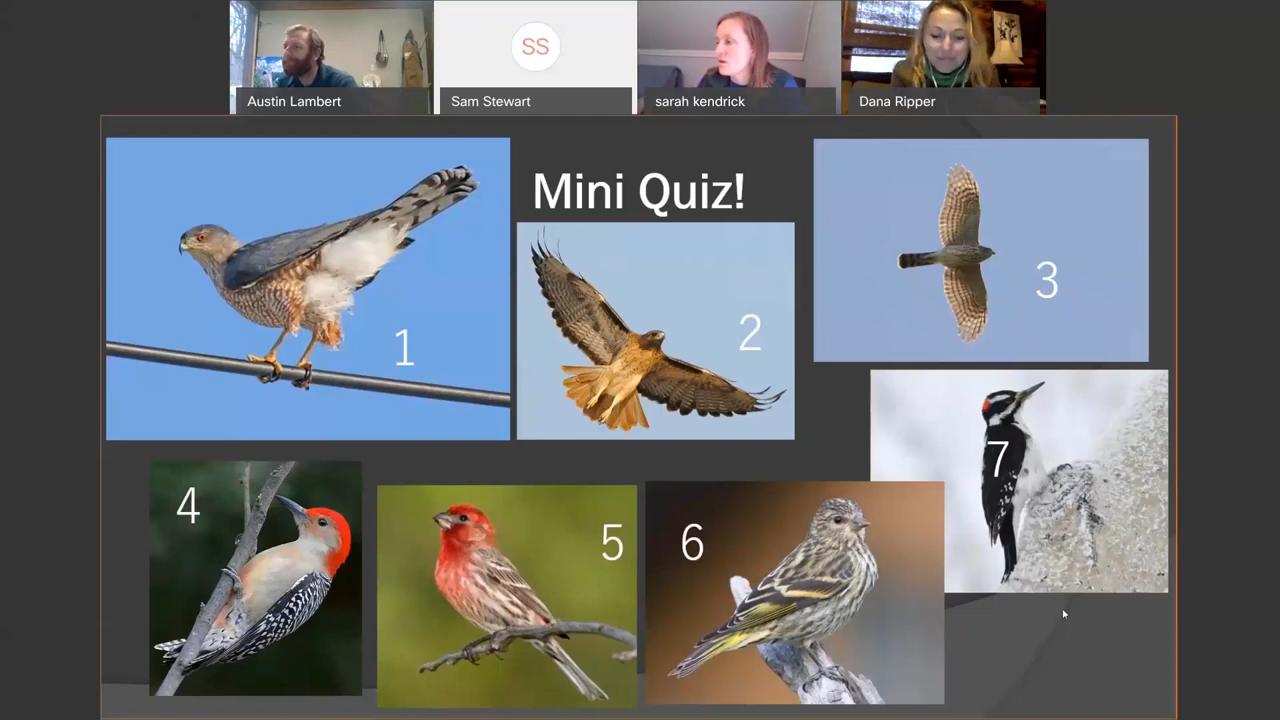 SS
Austin Lambert
Sam Stewart
sarah kendrick
Dana Ripper
Mini Quiz!
1
2
3
4
5
6
7